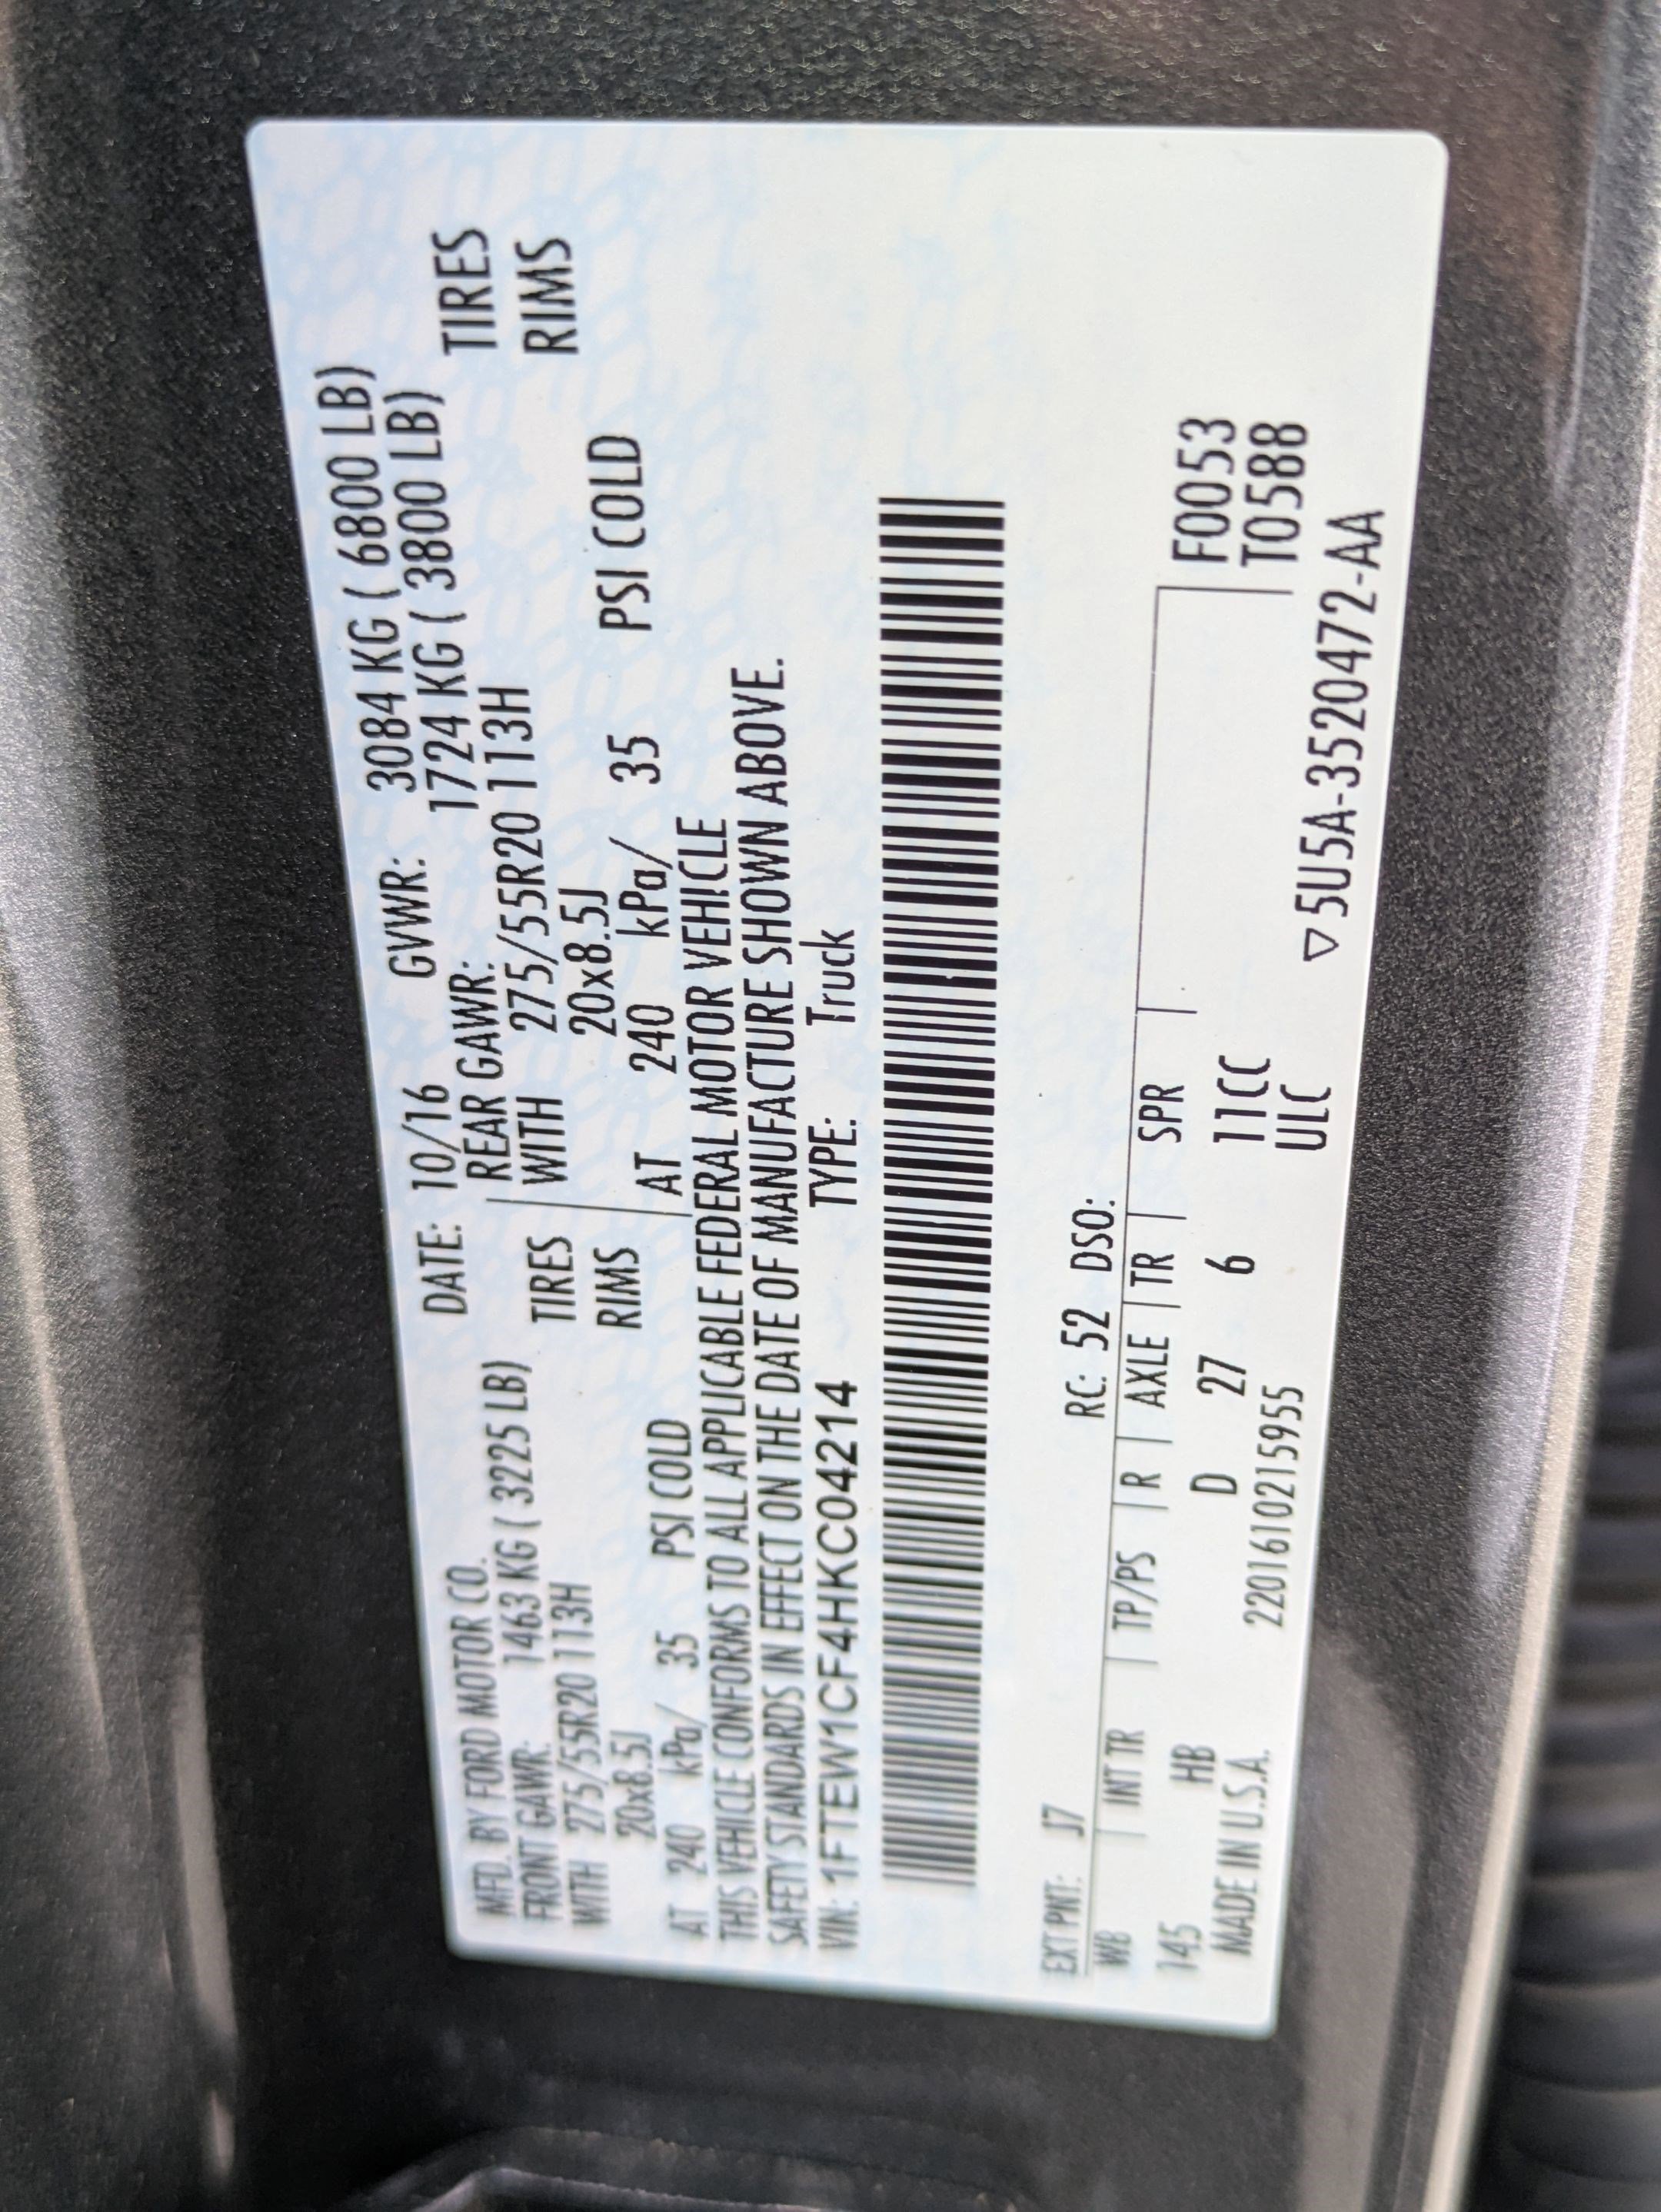 MFD. BY FORD MOTOR CO.
DATE: 10/16 GVWR: 3084 KG ( 6800 LB)
FRONT GAWR: 1463 KG ( 3225 LB)
REAR GAWR: 1724 KG ( 3800 LB)
WITH 275/55R20 113H TIRES
WITH 275/55R20 113H TIRES
20x8.5J RIMS
20x8.5J RIMS
AT 240 kPa/ 35 PSI COLD
AT 240 kPa/ 35 PSI COLD
THIS VEHICLE CONFORMS TO ALL APPLICABLE FEDERAL MOTOR VEHICLE
SAFETY STANDARDS IN EFFECT ON THE DATE OF MANUFACTURE SHOWN ABOVE.
VIN: 1FTEW1CF4HKC04214 TYPE: Truck
EXT PNT: J7 RC: 52 DSO:
WB | INT TR | TP/PS | R | AXLE | TR | SPR |
F0053
145 HB D 27 6 11CC
T0588
MADE IN U.S.A. 2201610215955 ULC
▽5U5A-3520472-AA